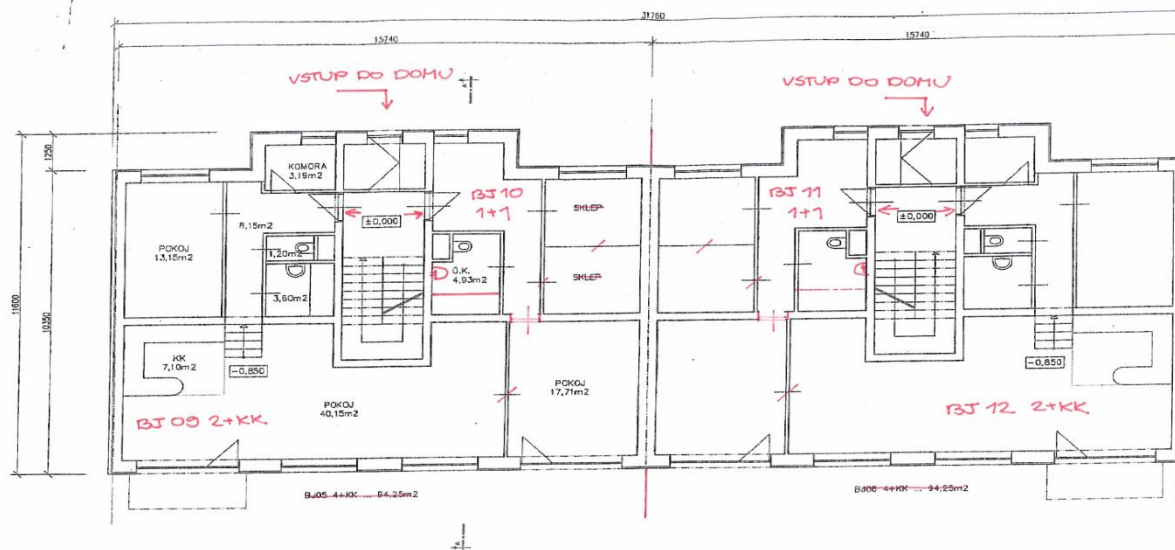 31760
15740
15740
VSTUP DO DOMU
VSTUP DO DOMU
1250
11600
10350
KOMORA
3,19m2
BJ 10
1+1
BJ 11
1+1
SKLEP
SKLEP
±0,000
±0,000
8,15m2
POKOJ
13,15m2
1,20m2
3,60m2
O.K.
4,93m2
KK
7,10m2
-0,850
-0,850
POKOJ
40,15m2
POKOJ
17,71m2
BJ 09 2+KK
BJ 12 2+KK
BJ05 4+KK ... 94,25m2
BJ06 4+KK ... 94,25m2